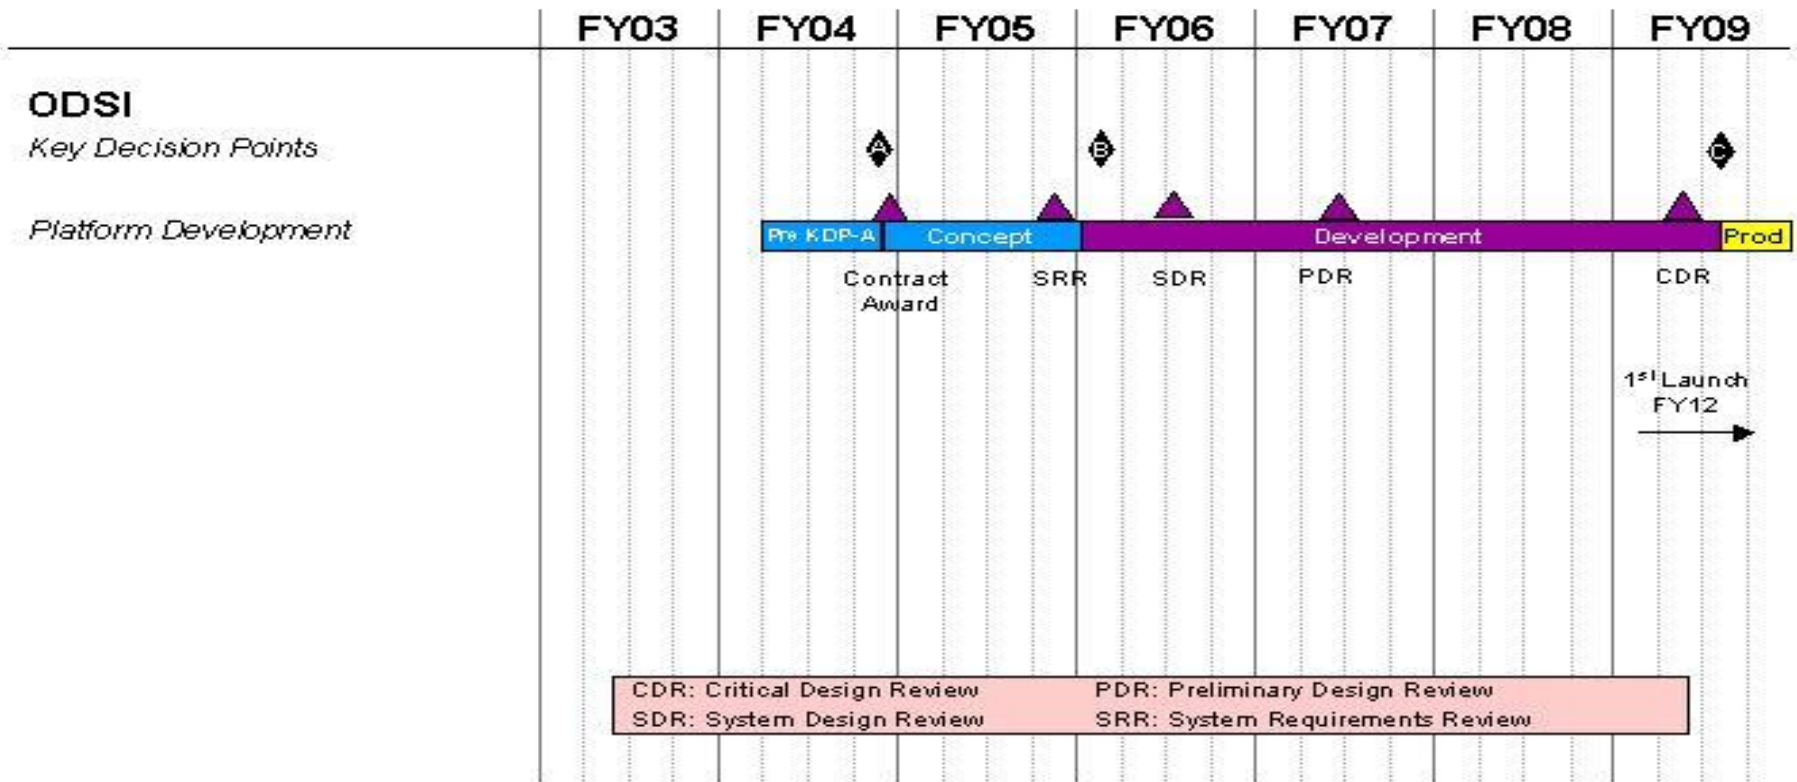 FY03 FY04 FY05 FY06 FY07 FY08 FY09
ODSI
Key Decision Points
A B C
Platform Development
Pre KDP-A Concept Development Prod
Contract Award
SRR SDR PDR CDR
1st Launch
FY12
CDR: Critical Design Review PDR: Preliminary Design Review
SDR: System Design Review SRR: System Requirements Review